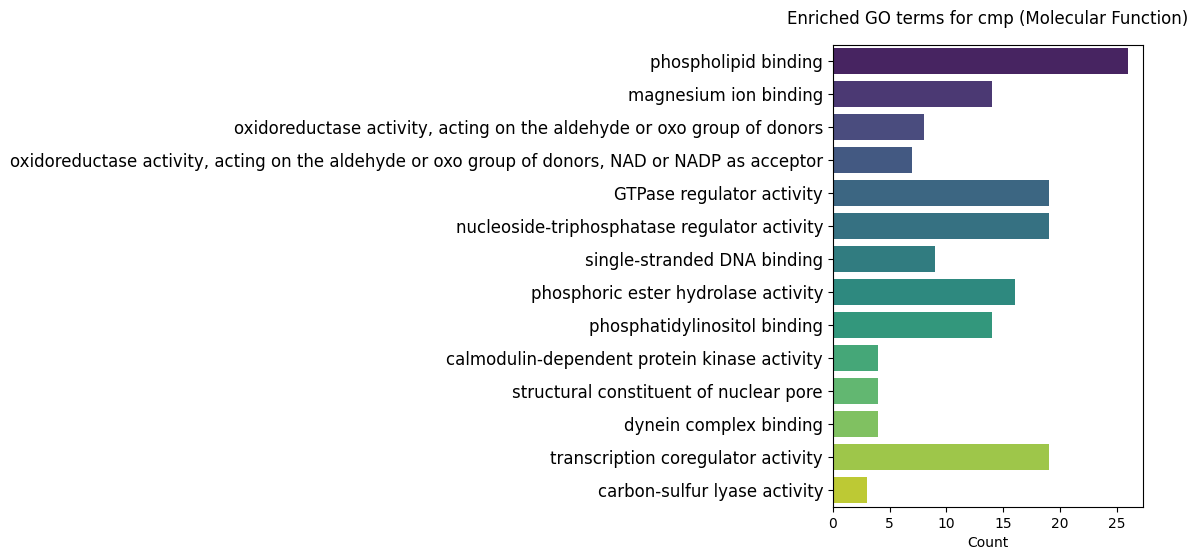 Enriched GO terms for cmp (Molecular Function)
phospholipid binding
magnesium ion binding
oxidoreductase activity, acting on the aldehyde or oxo group of donors
oxidoreductase activity, acting on the aldehyde or oxo group of donors, NAD or NADP as acceptor
GTPase regulator activity
nucleoside-triphosphatase regulator activity
single-stranded DNA binding
phosphoric ester hydrolase activity
phosphatidylinositol binding
calmodulin-dependent protein kinase activity
structural constituent of nuclear pore
dynein complex binding
transcription coregulator activity
carbon-sulfur lyase activity
0 5 10 15 20 25
Count